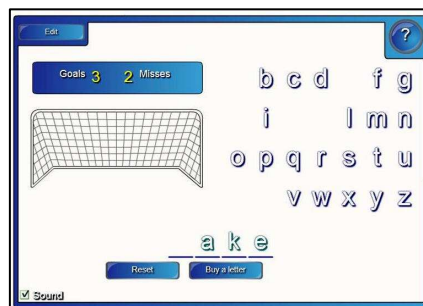 Edit
?
Goals 3 2 Misses
b c d f g
i l m n
o p q r s t u
v w x y z
_ a k e
Reset Buy a letter
Sound